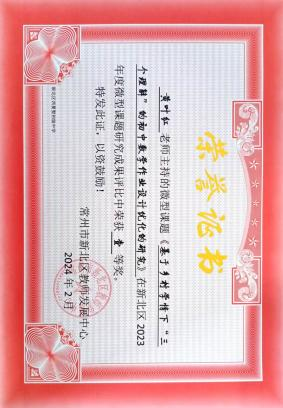 荣誉证书
黄叶红 老师主持的微型课题《基于乡村学情下“三
个理解”的初中数学作业设计优化的研究》在新北区 2023
年度微型课题研究成果评比中荣获 壹 等奖。
特发此证，以资鼓励！
常州市新北区教师发展中心
2024 年 2 月